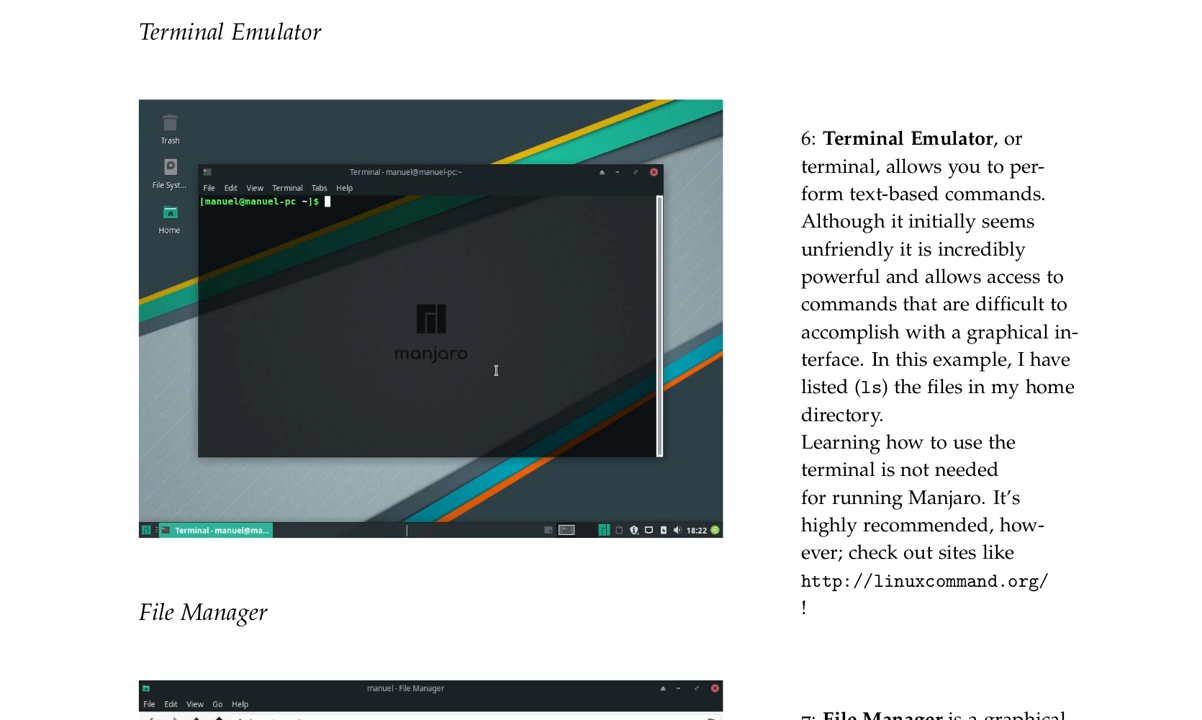 Terminal Emulator
Trash
File Syst...
Home
Terminal - manuel@manuel-pc:~
File Edit View Terminal Tabs Help
[manuel@manuel-pc ~]$
manjaro
Terminal - manuel@ma...
18:22
6: Terminal Emulator, or
terminal, allows you to per-
form text-based commands.
Although it initially seems
unfriendly it is incredibly
powerful and allows access to
commands that are difficult to
accomplish with a graphical in-
terface. In this example, I have
listed (ls) the files in my home
directory.
Learning how to use the
terminal is not needed
for running Manjaro. It's
highly recommended, how-
ever; check out sites like
http://linuxcommand.org/
!
File Manager
manuel - File Manager
File Edit View Go Help
7: File Manager is a graphical